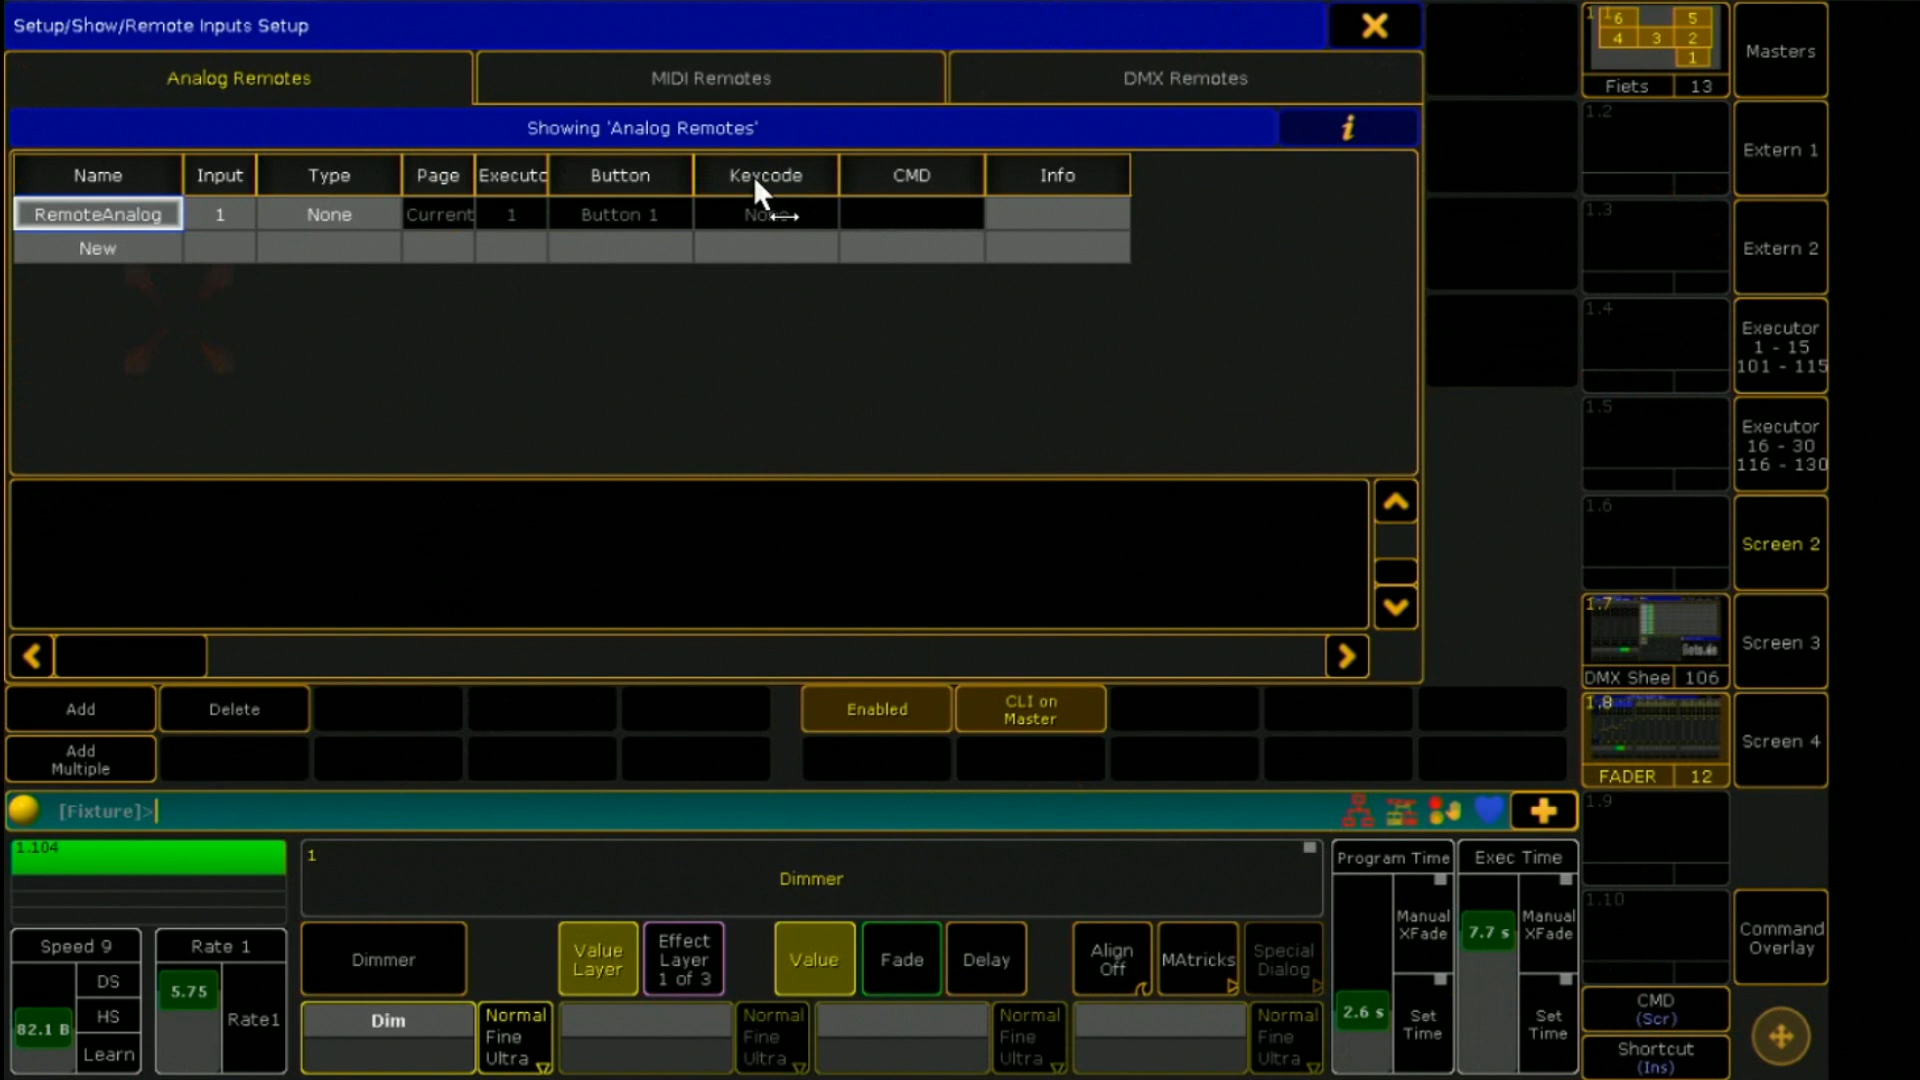 Setup/Show/Remote Inputs Setup
Analog Remotes
MIDI Remotes
DMX Remotes
Showing 'Analog Remotes'
i
Name Input Type Page Executo Button Keycode CMD Info
RemoteAnalog 1 None Current 1 Button 1 None
New
Add
Delete
Enabled
CLI on
Master
Add
Multiple
[Fixture]>
1.104
1
Dimmer
Speed 9
DS
HS
Learn
82.1 B
Rate 1
5.75
Rate1
Dimmer
Value
Layer
Effect
Layer
1 of 3
Value
Fade
Delay
Align
Off
MAtricks
Special
Dialog
Dim
Normal
Fine
Ultra
Normal
Fine
Ultra
Normal
Fine
Ultra
Normal
Fine
Ultra
Program Time
Manual
XFade
2.6 s
Set
Time
Exec Time
7.7 s
Manual
XFade
Set
Time
6 5
4 3 2
1
Fiets 13
1.2
1.3
1.4
1.5
1.6
1.7
DMX Shee 106
1.8
FADER 12
1.9
1.10
CMD
(Scr)
Shortcut
(Ins)
Masters
Extern 1
Extern 2
Executor
1 - 15
101 - 115
Executor
16 - 30
116 - 130
Screen 2
Screen 3
Screen 4
Command
Overlay